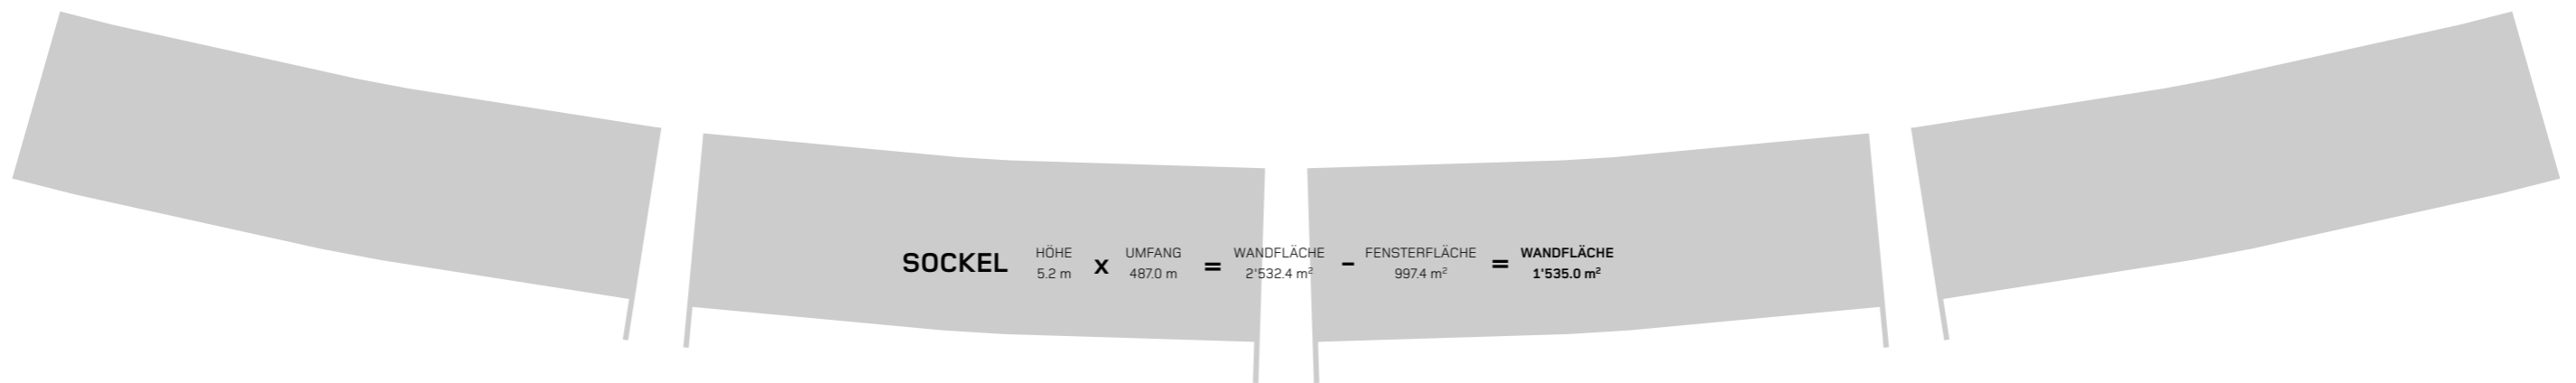 SOCKEL
HÖHE x UMFANG = WANDFLÄCHE – FENSTERFLÄCHE = WANDFLÄCHE
5.2 m 487.0 m 2'532.4 m² 997.4 m² 1'535.0 m²